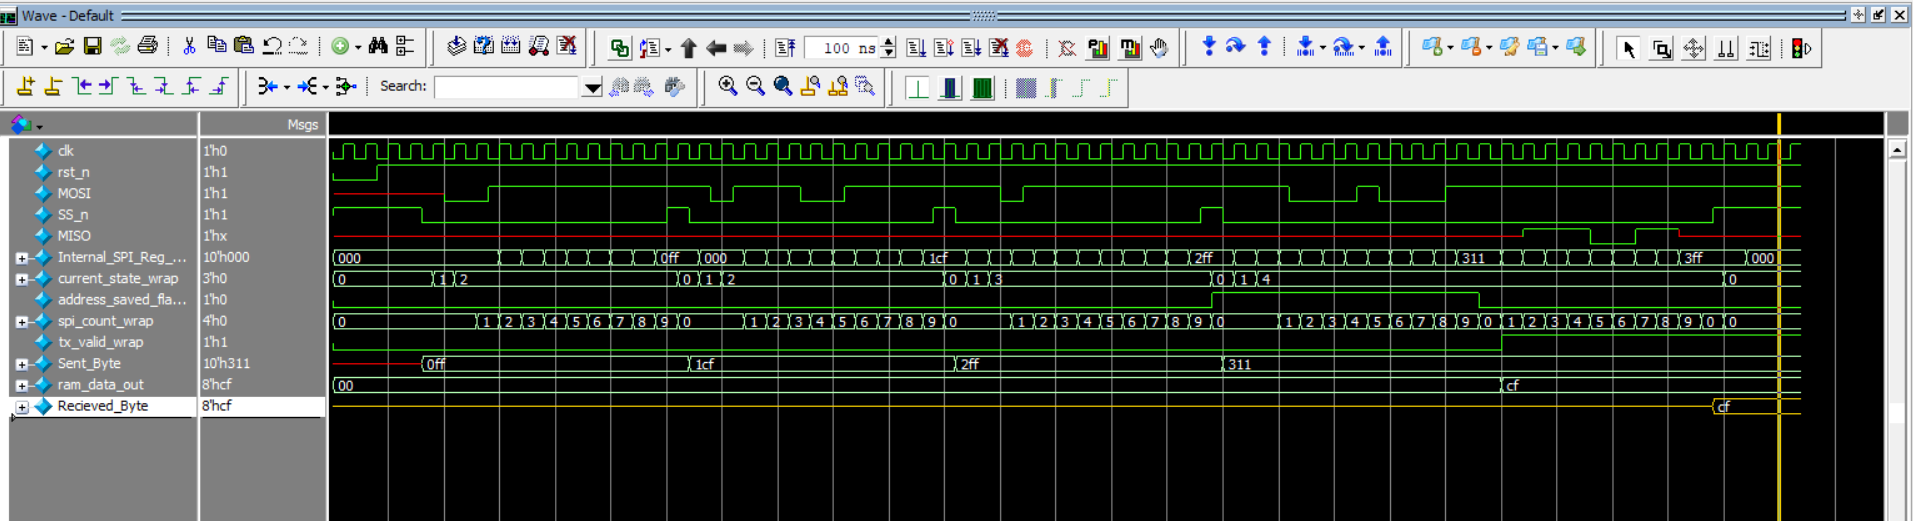 Wave - Default
100 ns
Search:
Msgs
clk 1'h0
rst_n 1'h1
MOSI 1'h1
SS_n 1'h1
MISO 1'hx
Internal_SPI_Reg_... 10'h000 000 0ff 000 1cf 2ff 311 3ff 000
current_state_wrap 3'h0 0 1 2 0 1 2 0 1 3 0 1 4 0
address_saved_fla... 1'h0
spi_count_wrap 4'h0 0 1 2 3 4 5 6 7 8 9 0 1 2 3 4 5 6 7 8 9 0 1 2 3 4 5 6 7 8 9 0 1 2 3 4 5 6 7 8 9 0 1 2 3 4 5 6 7 8 9 0 0
tx_valid_wrap 1'h1
Sent_Byte 10'h311 0ff 1cf 2ff 311
ram_data_out 8'hcf 00 cf
Recieved_Byte 8'hcf cf